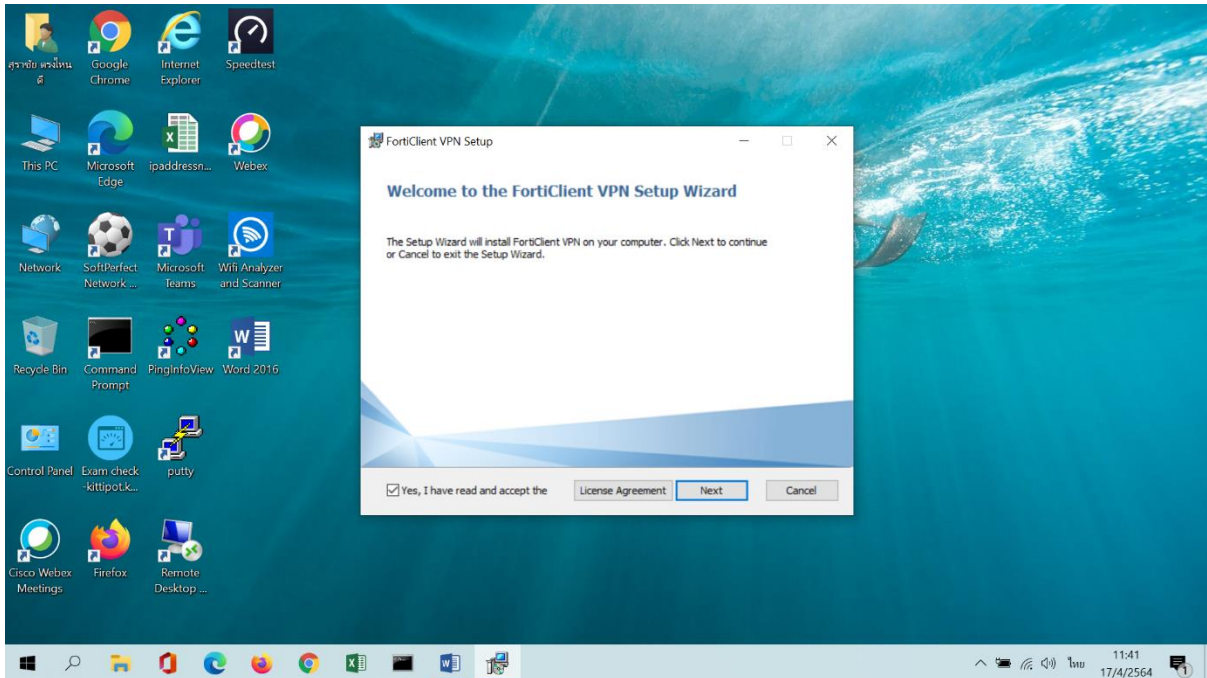 สุราชัย ตรงไหน
ดี
Google
Chrome
Internet
Explorer
Speedtest
This PC
Microsoft
Edge
ipaddressn...
Webex
Network
SoftPerfect
Network ...
Microsoft
Teams
Wifi Analyzer
and Scanner
Recycle Bin
Command
Prompt
PingInfoView
Word 2016
Control Panel
Exam check
-kittipot.k...
putty
Cisco Webex
Meetings
Firefox
Remote
Desktop ...
FortiClient VPN Setup
Welcome to the FortiClient VPN Setup Wizard
The Setup Wizard will install FortiClient VPN on your computer. Click Next to continue
or Cancel to exit the Setup Wizard.
Yes, I have read and accept the
License Agreement
Next
Cancel
ไทย
11:41
17/4/2564
1